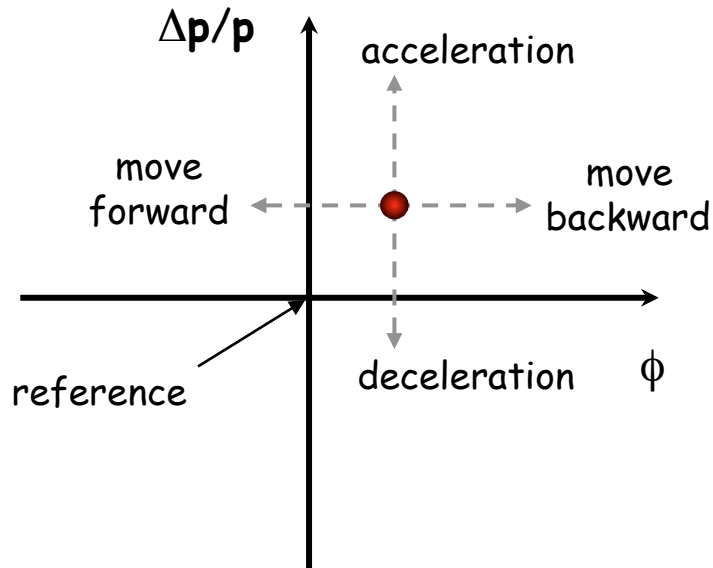 Δp/p
acceleration
move
forward
move
backward
reference
deceleration
ϕ